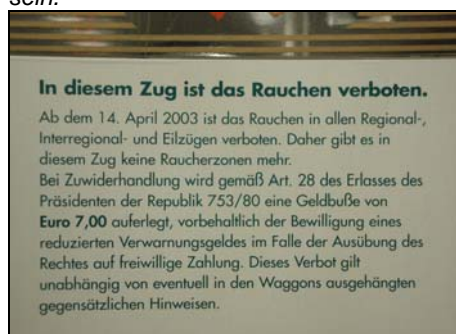 sein.
In diesem Zug ist das Rauchen verboten.
Ab dem 14. April 2003 ist das Rauchen in allen Regional-,
Interregional- und Eilzügen verboten. Daher gibt es in
diesem Zug keine Raucherzonen mehr.
Bei Zuwiderhandlung wird gemäß Art. 28 des Erlasses des
Präsidenten der Republik 753/80 eine Geldbuße von
Euro 7,00 auferlegt, vorbehaltlich der Bewilligung eines
reduzierten Verwarnungsgeldes im Falle der Ausübung des
Rechtes auf freiwillige Zahlung. Dieses Verbot gilt
unabhängig von eventuell in den Waggons ausgehängten
gegensätzlichen Hinweisen.